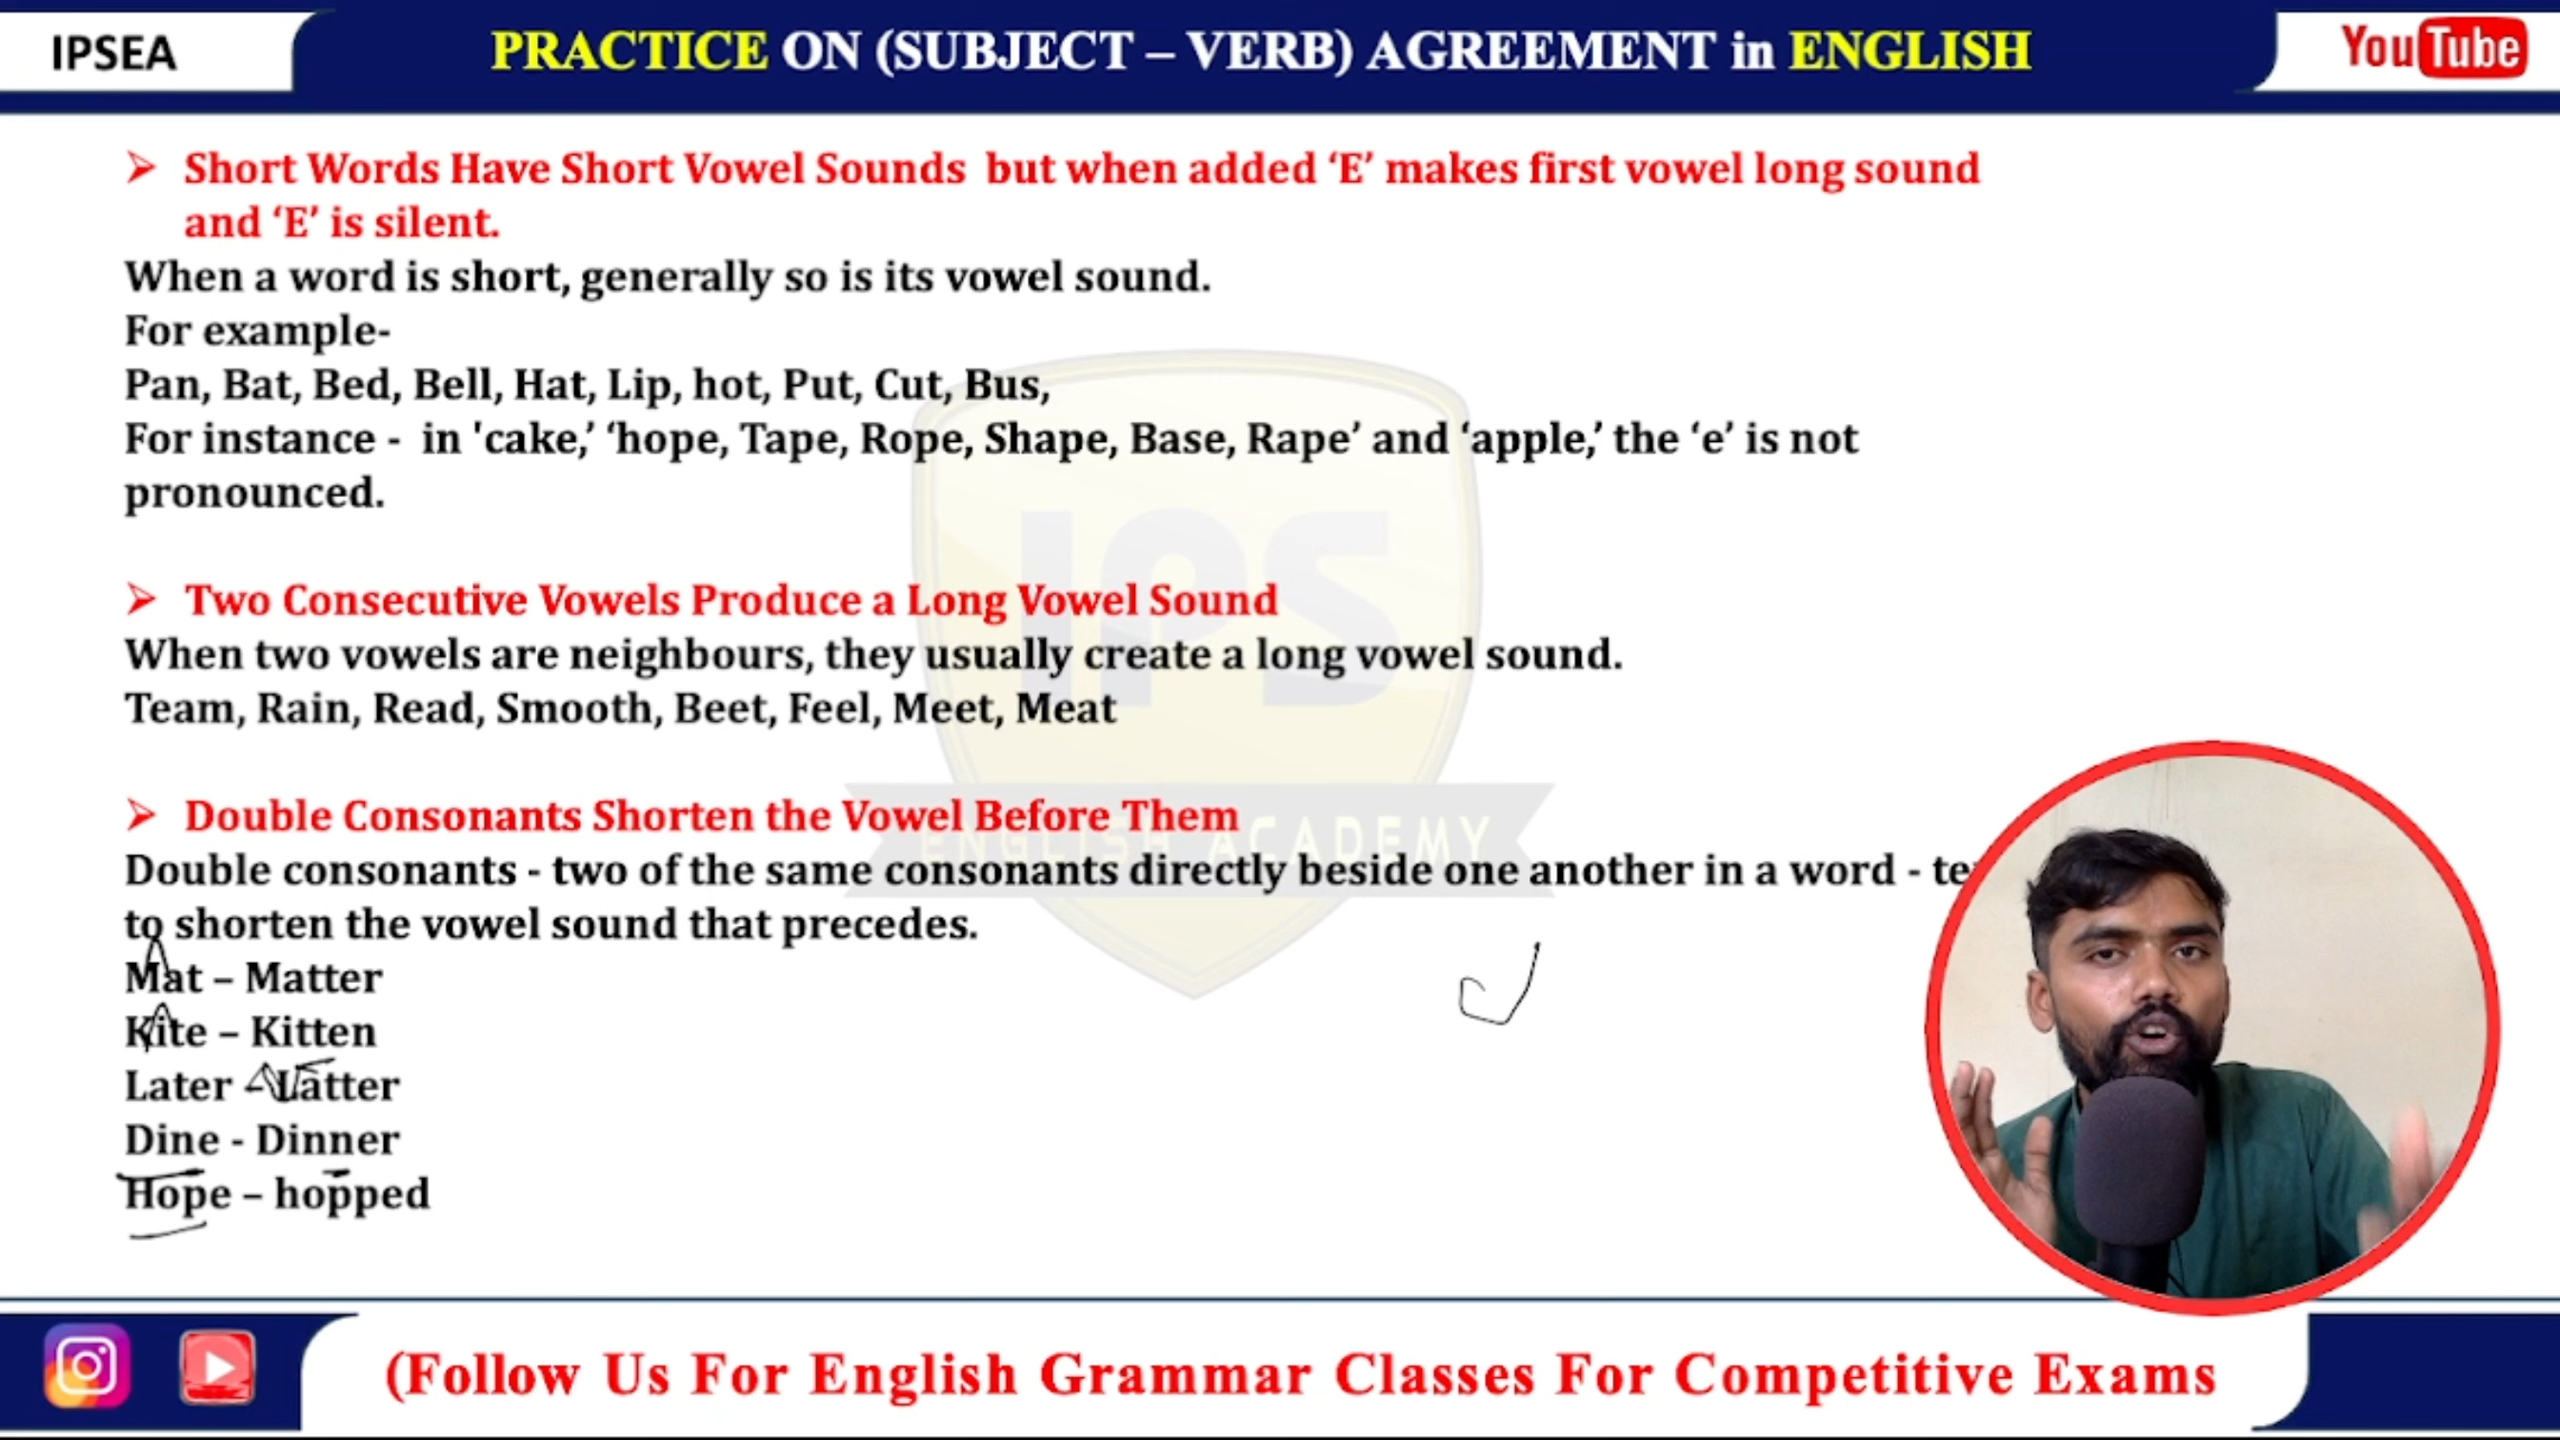 IPSEA
PRACTICE ON (SUBJECT – VERB) AGREEMENT in ENGLISH
YouTube
➢ Short Words Have Short Vowel Sounds but when added ‘E’ makes first vowel long sound
and ‘E’ is silent.
When a word is short, generally so is its vowel sound.
For example-
Pan, Bat, Bed, Bell, Hat, Lip, hot, Put, Cut, Bus,
For instance - in 'cake,’ ‘hope, Tape, Rope, Shape, Base, Rape’ and ‘apple,’ the ‘e’ is not
pronounced.
IPS
➢ Two Consecutive Vowels Produce a Long Vowel Sound
When two vowels are neighbours, they usually create a long vowel sound.
Team, Rain, Read, Smooth, Beet, Feel, Meet, Meat
➢ Double Consonants Shorten the Vowel Before Them
ENGLISH ACADEMY
Double consonants - two of the same consonants directly beside one another in a word -
to shorten the vowel sound that precedes.
Mat – Matter
Kite – Kitten
Later – Latter
Dine - Dinner
Hope – hopped
(Follow Us For English Grammar Classes For Competitive Exams